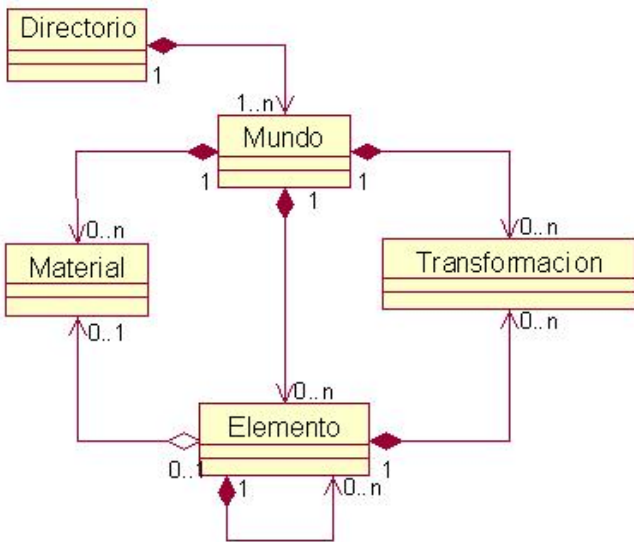 Directorio
1
1..n
Mundo
1
1
1
0..n
0..n
Material
Transformacion
0..1
0..n
0..n
Elemento
0..1
1
1
0..n